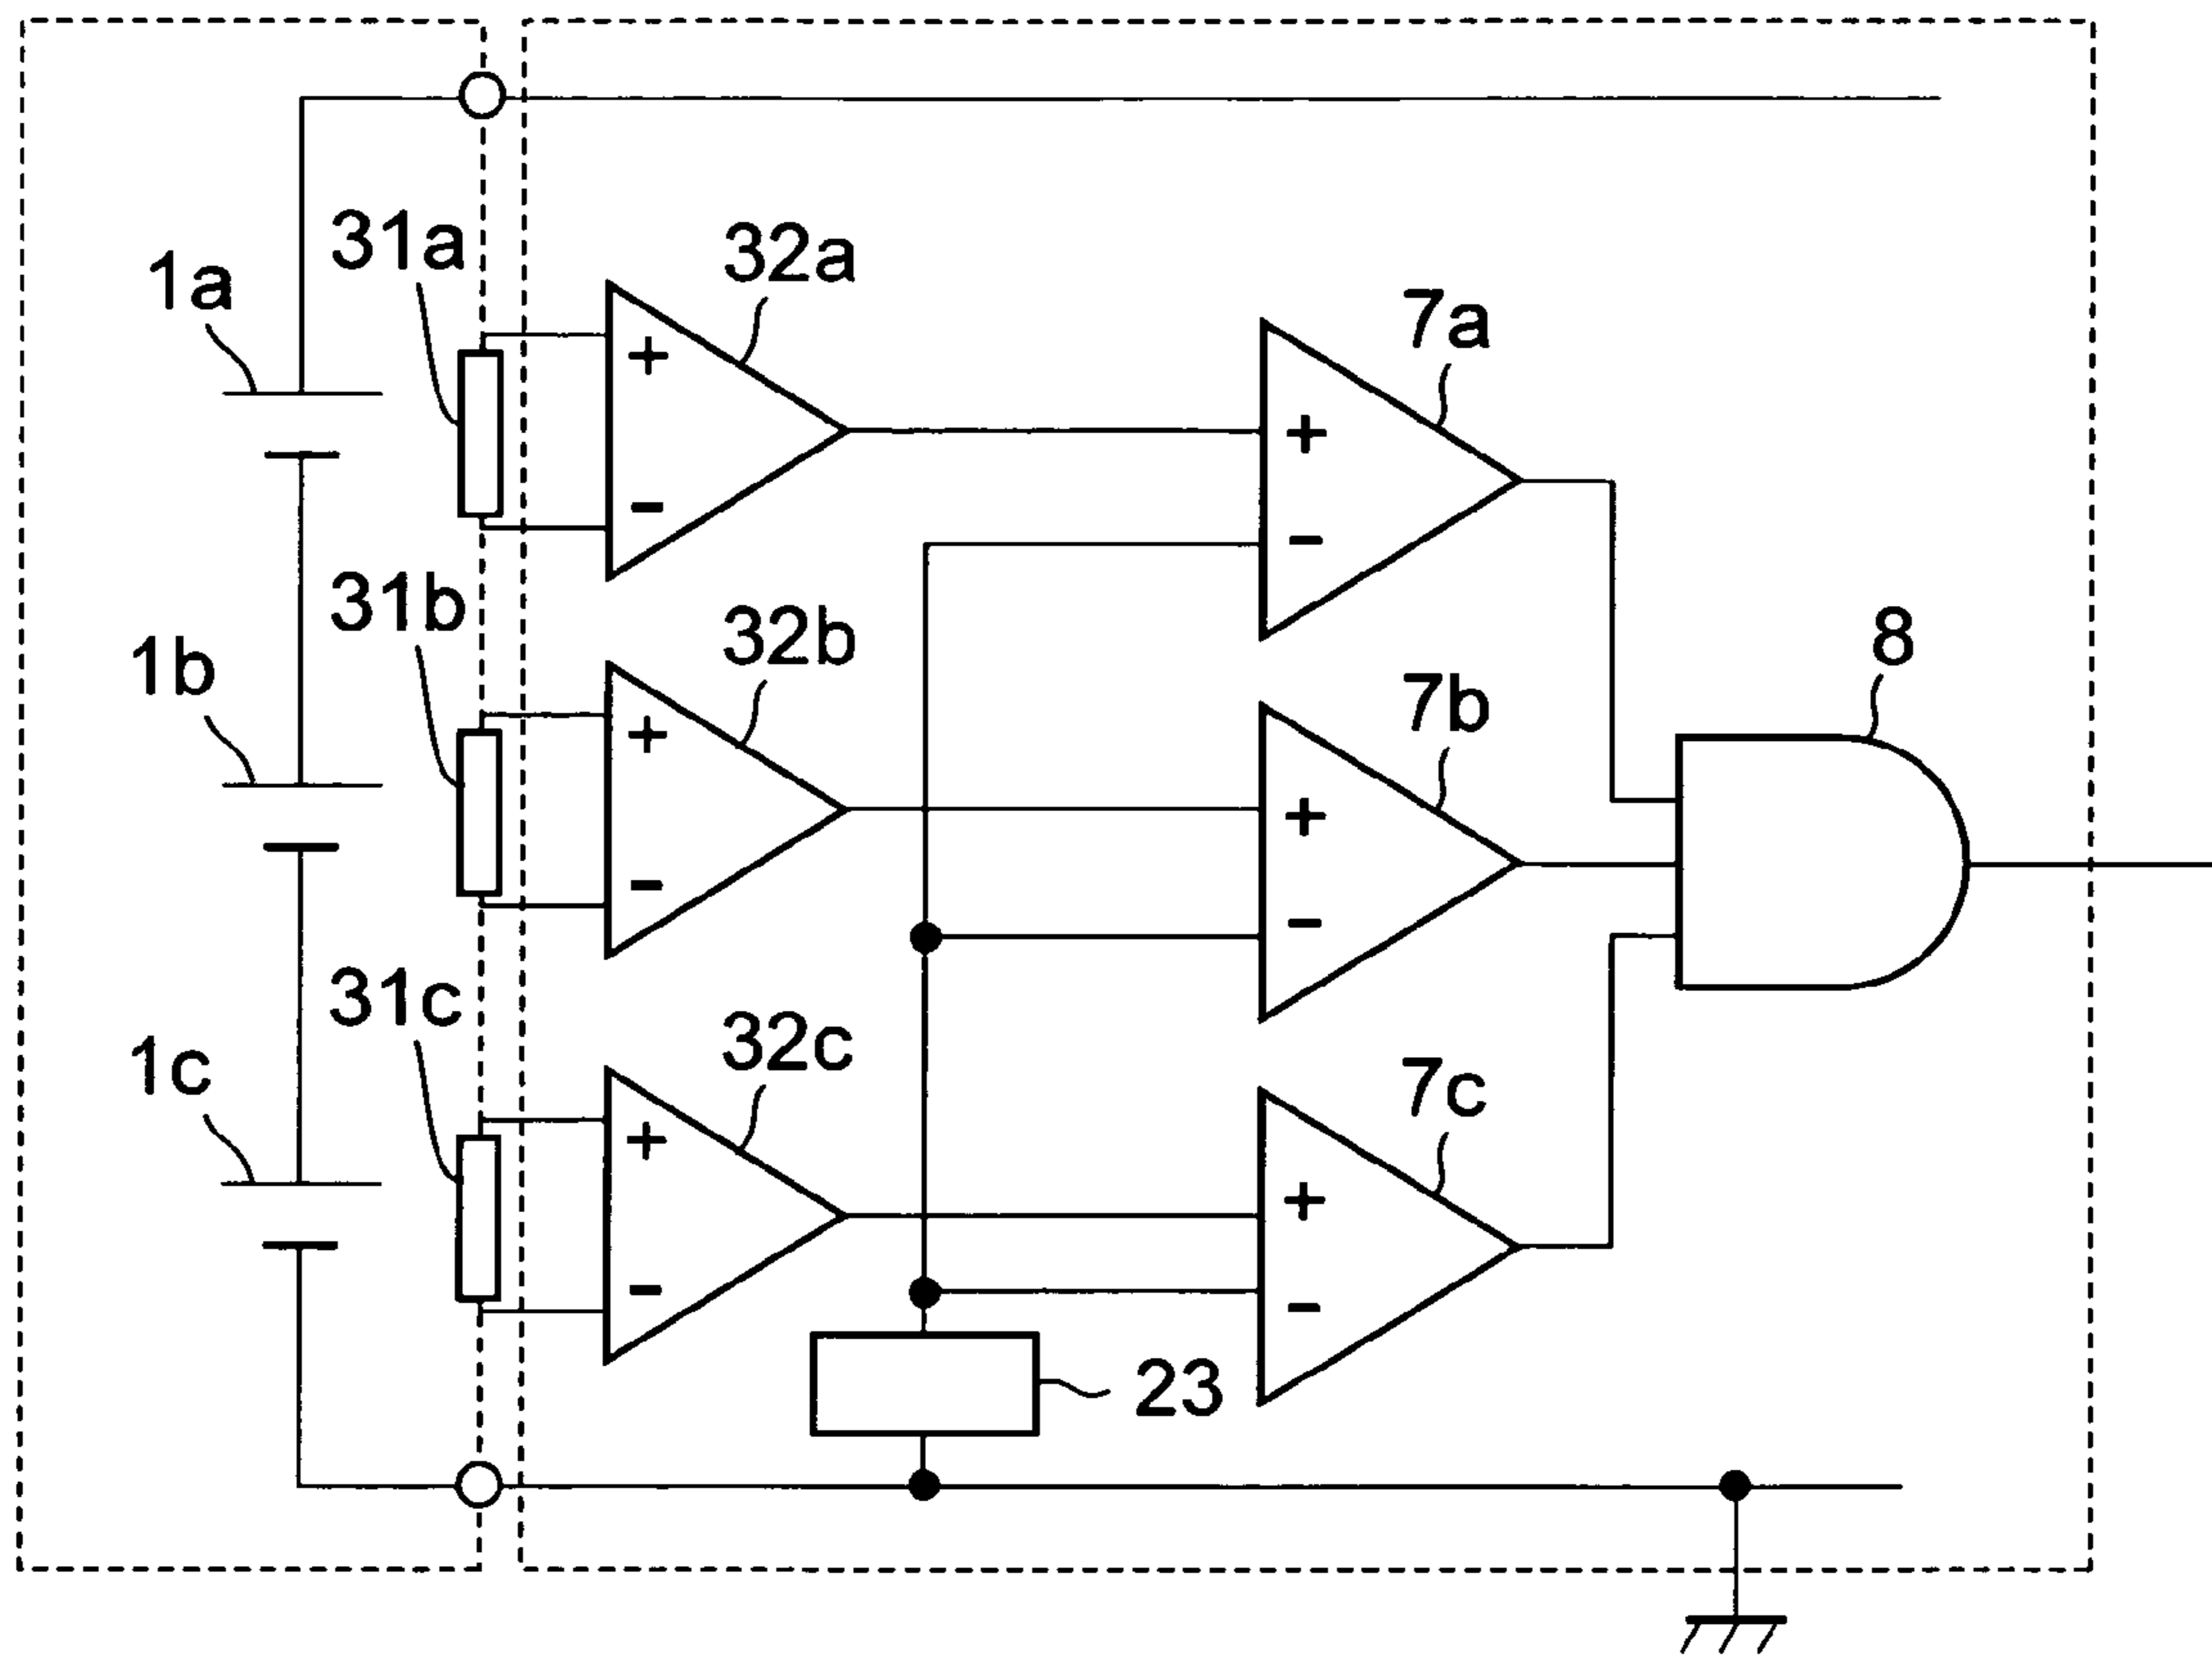 31a
32a
1a
7a
+
+
−
−
31b
32b
8
1b
7b
+
+
−
−
31c
32c
1c
7c
+
+
−
−
23